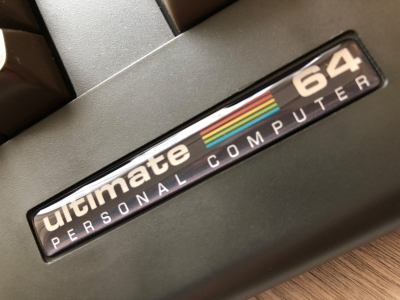 ultimate 64
PERSONAL COMPUTER